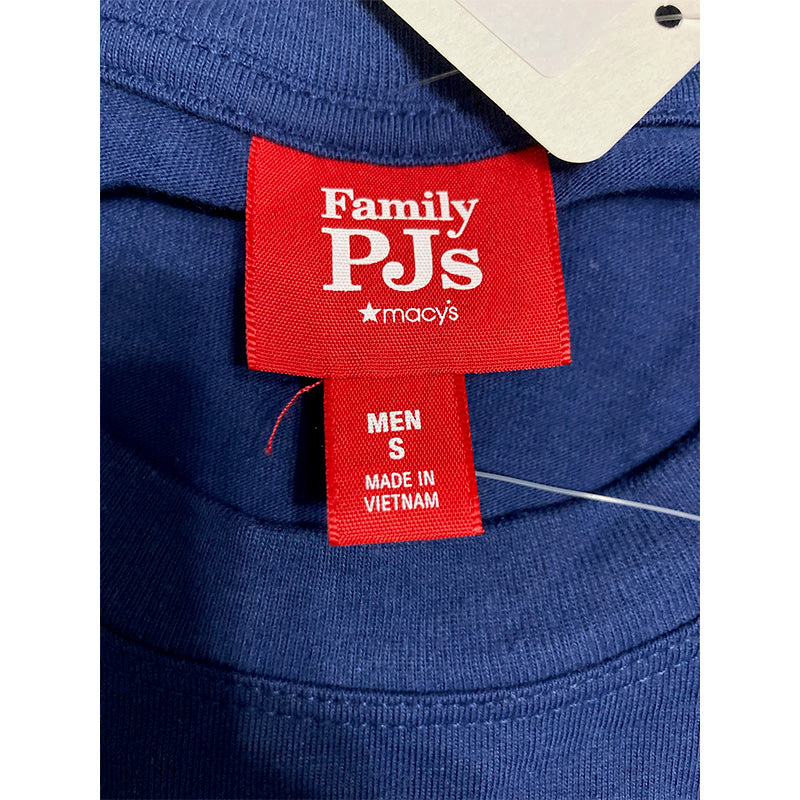 Family
PJs
★macy's
MEN
S
MADE IN
VIETNAM